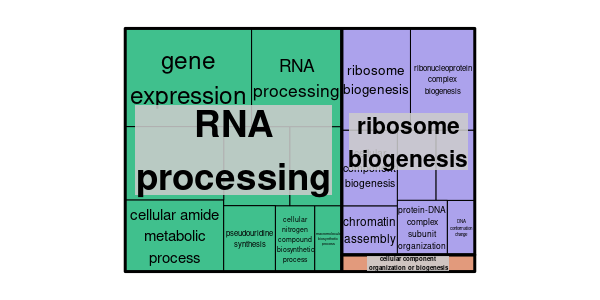 gene
expression
RNA
processing
ribosome
biogenesis
ribonucleoprotein
complex
biogenesis
RNA
processing
ribosome
biogenesis
component
biogenesis
cellular amide
metabolic
process
pseudouridine
synthesis
cellular
nitrogen
compound
biosynthetic
process
chromatin
assembly
protein-DNA
complex
subunit
organization
DNA
conformation
change
cellular component
organization or biogenesis